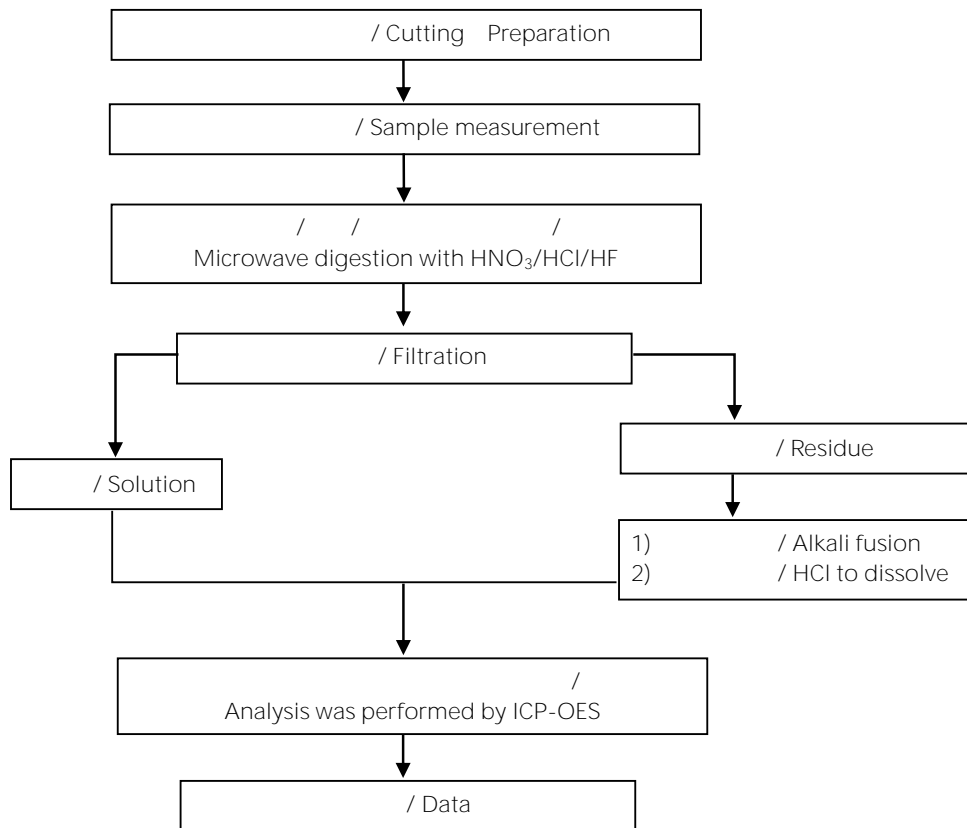 / Cutting Preparation
/ Sample measurement
/ / /
Microwave digestion with HNO₃/HCl/HF
/ Filtration
/ Solution
/ Residue
1) / Alkali fusion
2) / HCl to dissolve
/
Analysis was performed by ICP-OES
/ Data